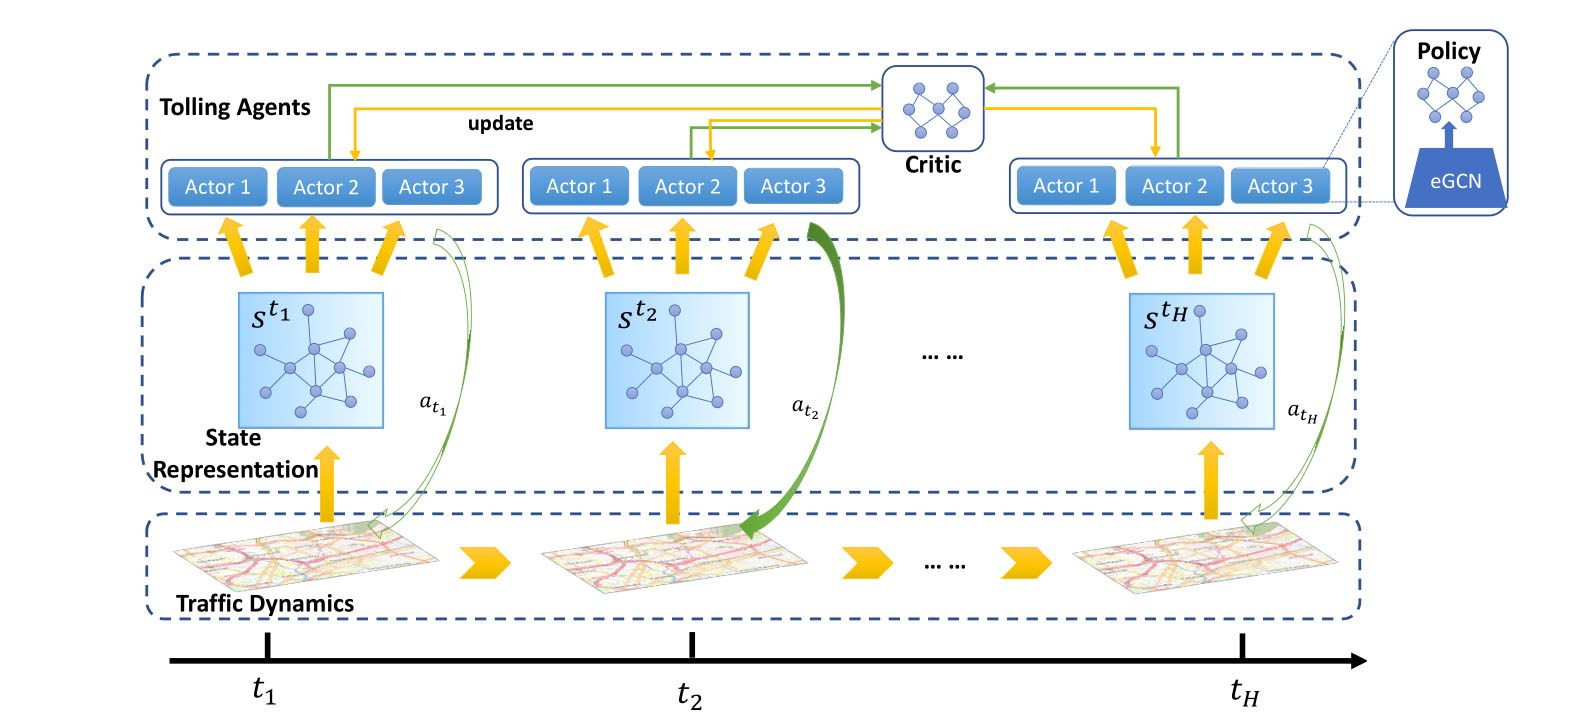 Policy
Tolling Agents
update
Critic
eGCN
Actor 1 Actor 2 Actor 3
Actor 1 Actor 2 Actor 3
Actor 1 Actor 2 Actor 3
s^{t_1}
s^{t_2}
s^{t_H}
... ...
a_{t_1}
a_{t_2}
a_{t_H}
State
Representation
... ...
Traffic Dynamics
t_1
t_2
t_H